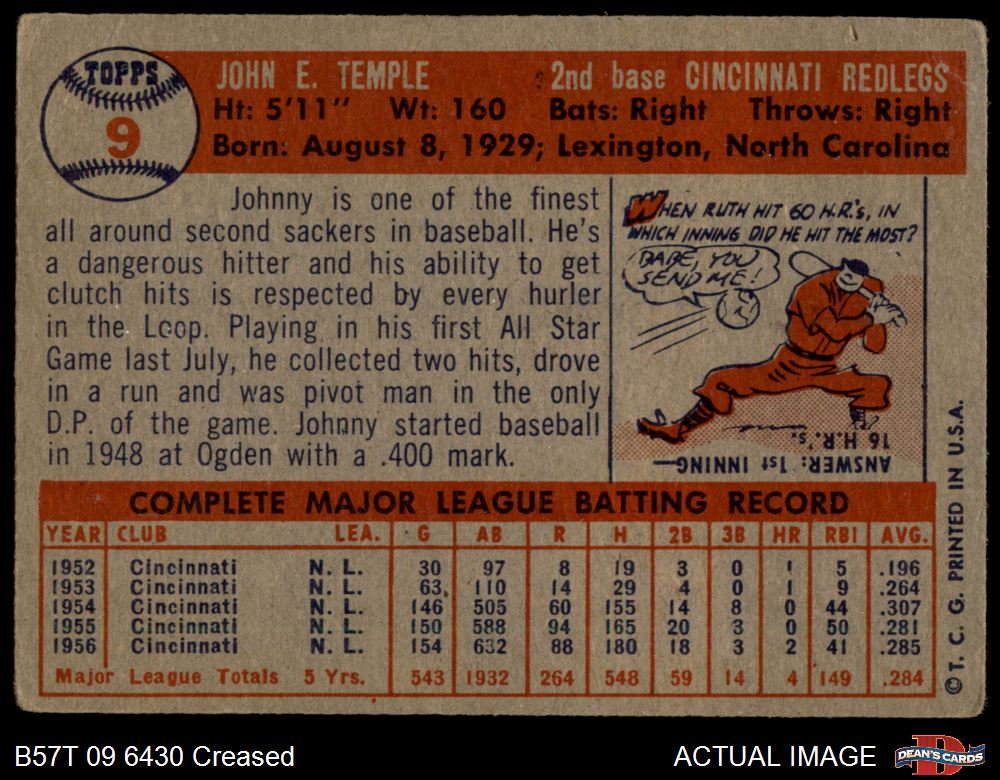 TOPPS
9
JOHN E. TEMPLE 2nd base CINCINNATI REDLEGS
Ht: 5'11" Wt: 160 Bats: Right Throws: Right
Born: August 8, 1929; Lexington, North Carolina
Johnny is one of the finest
all around second sackers in baseball. He's
a dangerous hitter and his ability to get
clutch hits is respected by every hurler
in the Loop. Playing in his first All Star
Game last July, he collected two hits, drove
in a run and was pivot man in the only
D.P. of the game. Johnny started baseball
in 1948 at Ogden with a .400 mark.
WHEN RUTH HIT 60 H.R.'s, IN
WHICH INNING DID HE HIT THE MOST?
BABE, YOU
SEND ME!
ANSWER: 1st INNING—
16 H.R.'s.
COMPLETE MAJOR LEAGUE BATTING RECORD
YEAR CLUB LEA. G AB R H 2B 3B HR RBI AVG.
1952 Cincinnati N. L. 30 97 8 19 3 0 1 5 .196
1953 Cincinnati N. L. 63 110 14 29 4 0 1 9 .264
1954 Cincinnati N. L. 146 505 60 155 14 8 0 44 .307
1955 Cincinnati N. L. 150 588 94 165 20 3 0 50 .281
1956 Cincinnati N. L. 154 632 88 180 18 3 2 41 .285
Major League Totals 5 Yrs. 543 1932 264 548 59 14 4 149 .284
© T. C. G. PRINTED IN U.S.A.
B57T 09 6430 Creased
ACTUAL IMAGE
D
DEAN'S CARDS